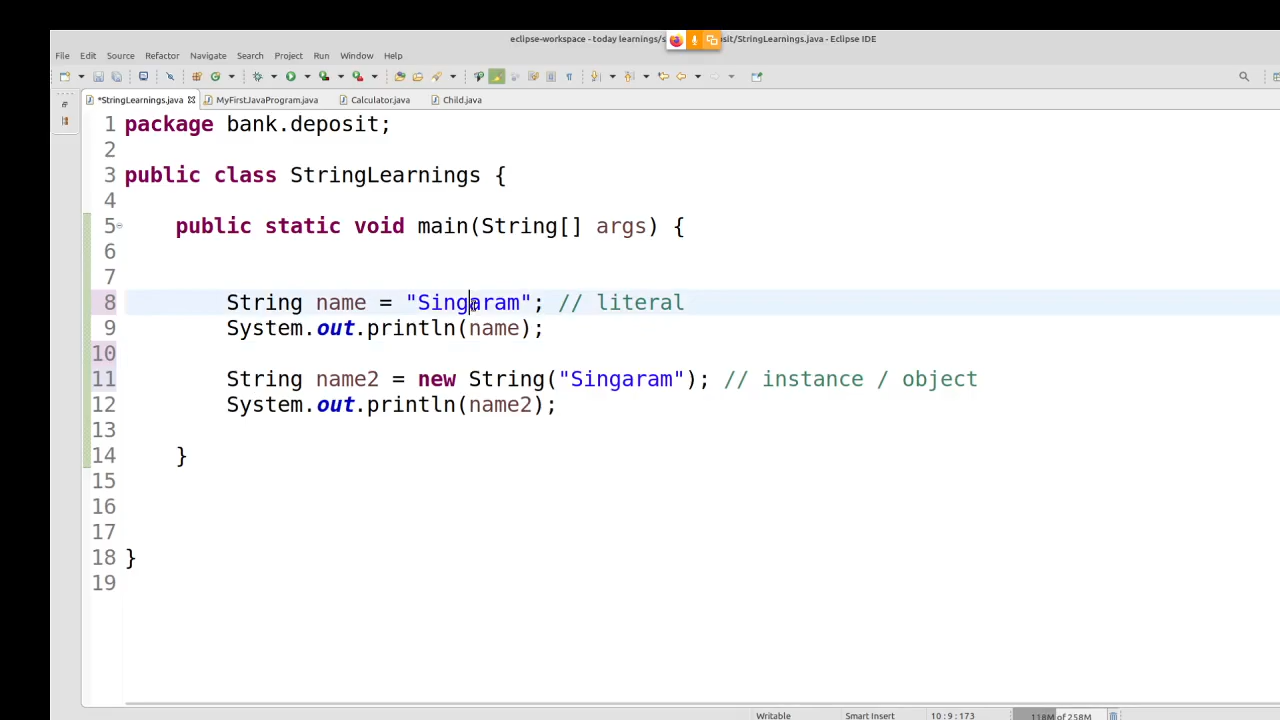 eclipse-workspace - today learnings/s sit/StringLearnings.java - Eclipse IDE
File Edit Source Refactor Navigate Search Project Run Window Help
*StringLearnings.java MyFirstJavaProgram.java Calculator.java Child.java
1 package bank.deposit;
2
3 public class StringLearnings {
4
5 public static void main(String[] args) {
6
7
8 String name = "Singaram"; // literal
9 System.out.println(name);
10
11 String name2 = new String("Singaram"); // instance / object
12 System.out.println(name2);
13
14 }
15
16
17
18 }
19
Writable Smart Insert 10 : 9 : 173 118M of 258M